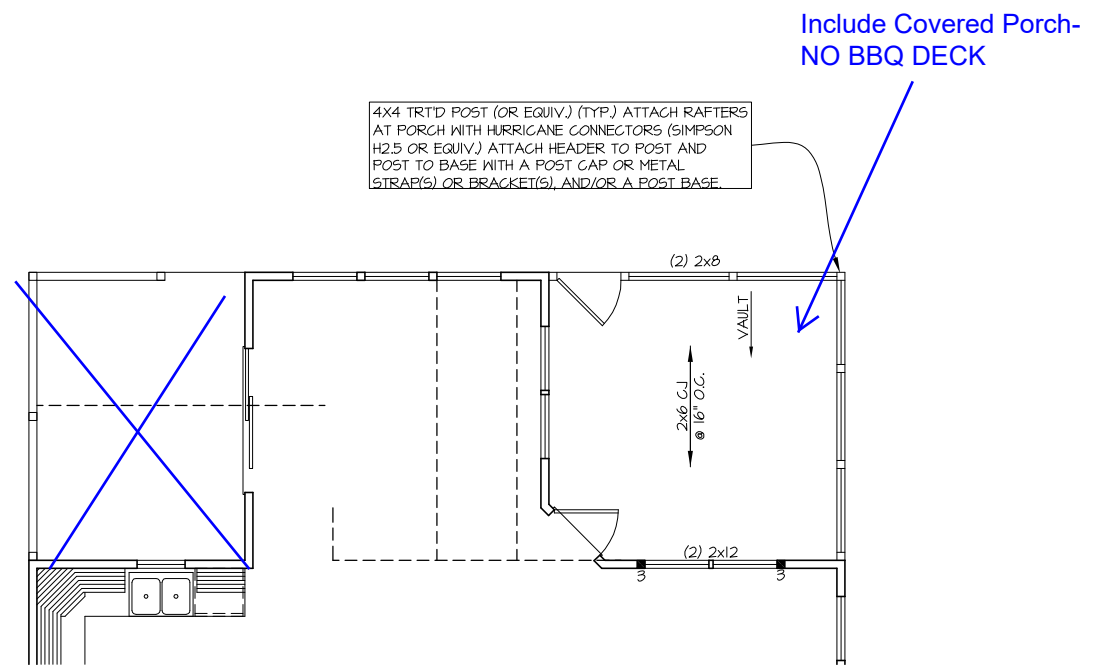 Include Covered Porch-
NO BBQ DECK
4X4 TRT'D POST (OR EQUIV.) (TYP.) ATTACH RAFTERS
AT PORCH WITH HURRICANE CONNECTORS (SIMPSON
H2.5 OR EQUIV.) ATTACH HEADER TO POST AND
POST TO BASE WITH A POST CAP OR METAL
STRAP(S) OR BRACKET(S), AND/OR A POST BASE.
(2) 2x8
VAULT
2x6 CJ
@ 16" O.C.
(2) 2x12
3
3